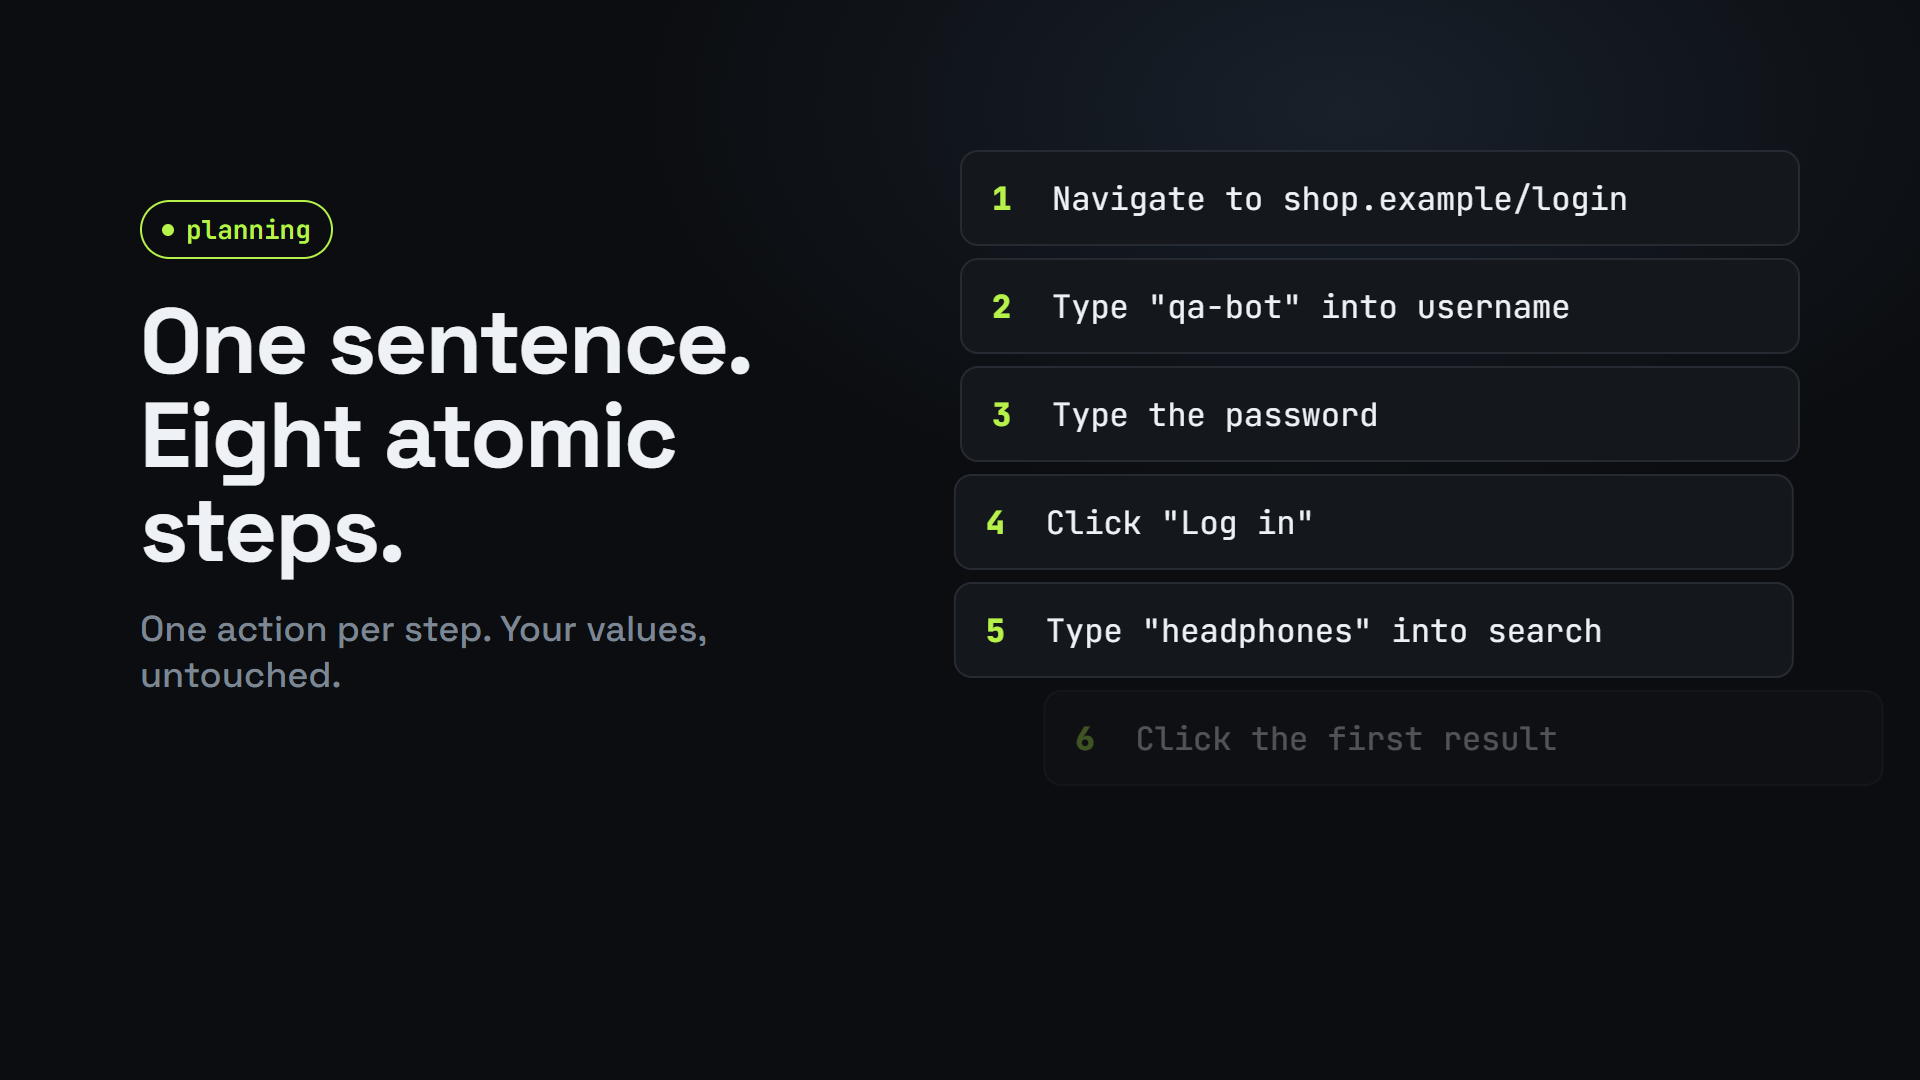 planning
One sentence.
Eight atomic
steps.
One action per step. Your values,
untouched.
1 Navigate to shop.example/login
2 Type "qa-bot" into username
3 Type the password
4 Click "Log in"
5 Type "headphones" into search
6 Click the first result